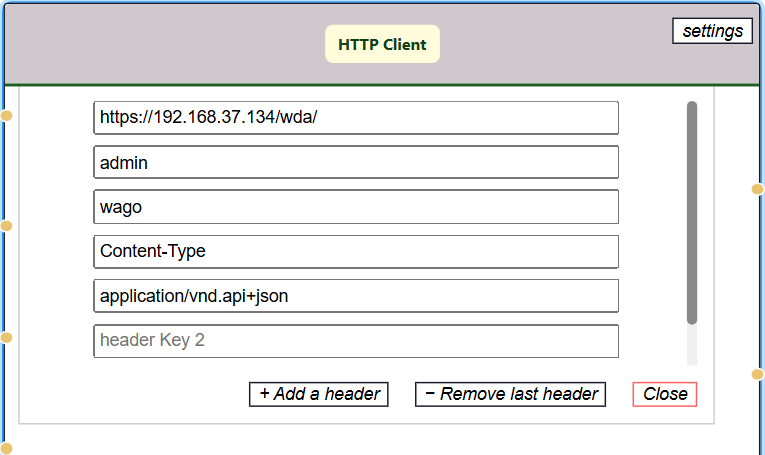 HTTP Client
settings
https://192.168.37.134/wda/
admin
wago
Content-Type
application/vnd.api+json
header Key 2
+ Add a header
− Remove last header
Close